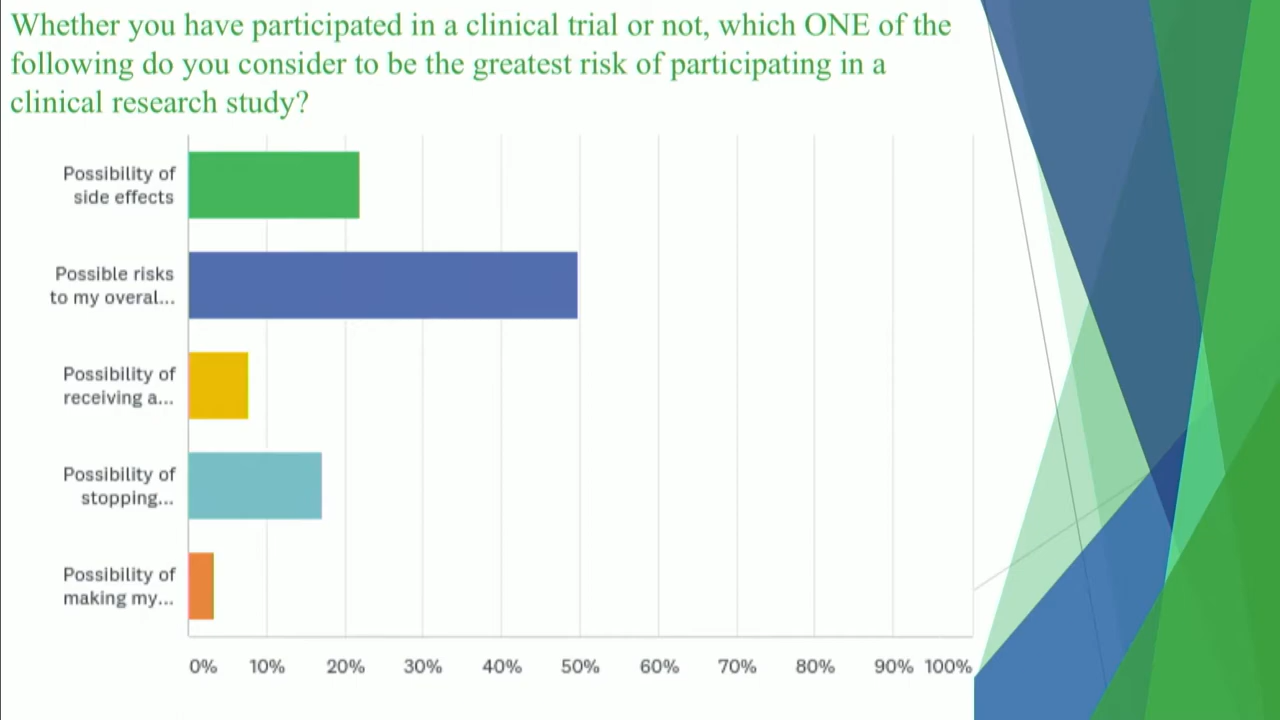 Whether you have participated in a clinical trial or not, which ONE of the
following do you consider to be the greatest risk of participating in a
clinical research study?
Possibility of
side effects
Possible risks
to my overal...
Possibility of
receiving a...
Possibility of
stopping...
Possibility of
making my...
0% 10% 20% 30% 40% 50% 60% 70% 80% 90% 100%